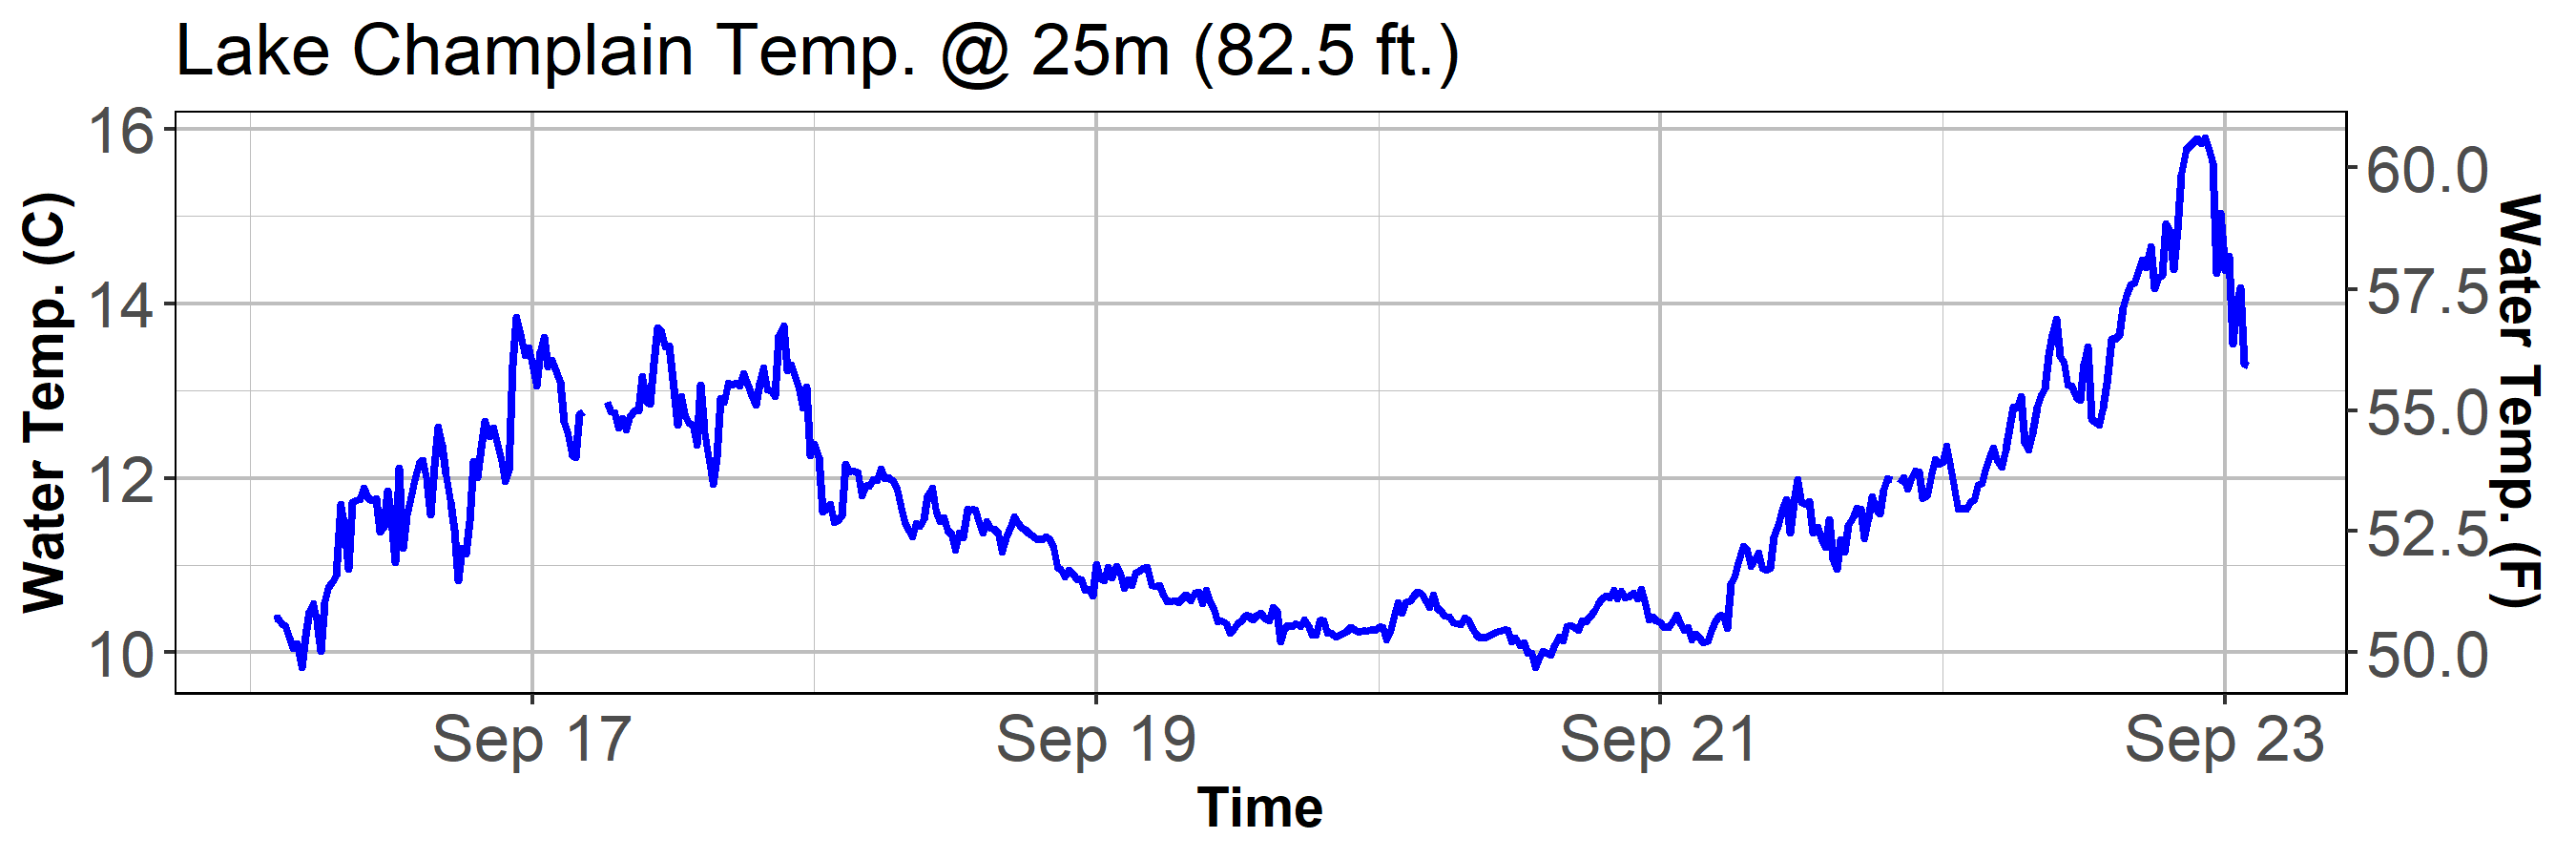 Lake Champlain Temp. @ 25m (82.5 ft.)
Water Temp. (C)
16
14
12
10
60.0
57.5
55.0
52.5
50.0
Water Temp. (F)
Sep 17 Sep 19 Sep 21 Sep 23
Time